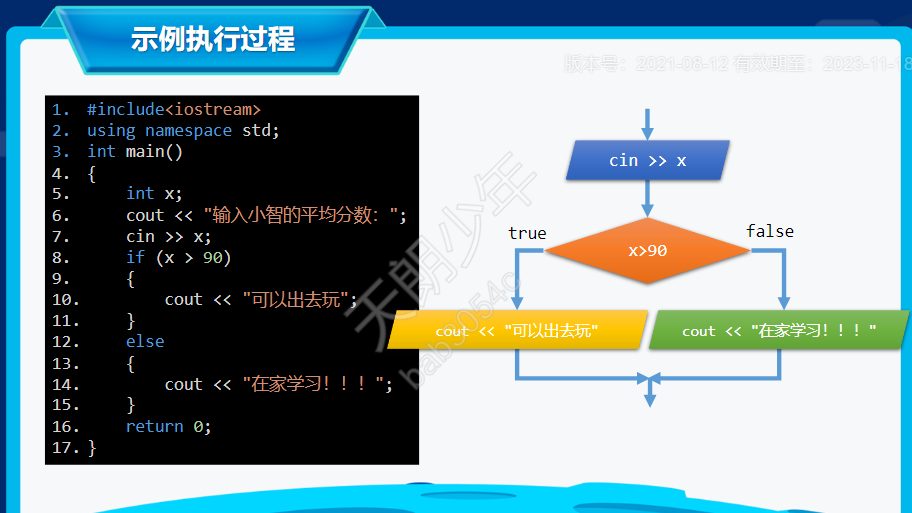 示例执行过程
版本号：2021-08-12 有效期至：2023-11-18
1. #include<iostream>
2. using namespace std;
3. int main()
4. {
5. int x;
6. cout << "输入小智的平均分数：";
7. cin >> x;
8. if (x > 90)
9. {
10. cout << "可以出去玩";
11. }
12. else
13. {
14. cout << "在家学习！！！";
15. }
16. return 0;
17. }
cin >> x
true
false
x>90
cout << "可以出去玩"
cout << "在家学习！！！"
天朗少年
bab9054c